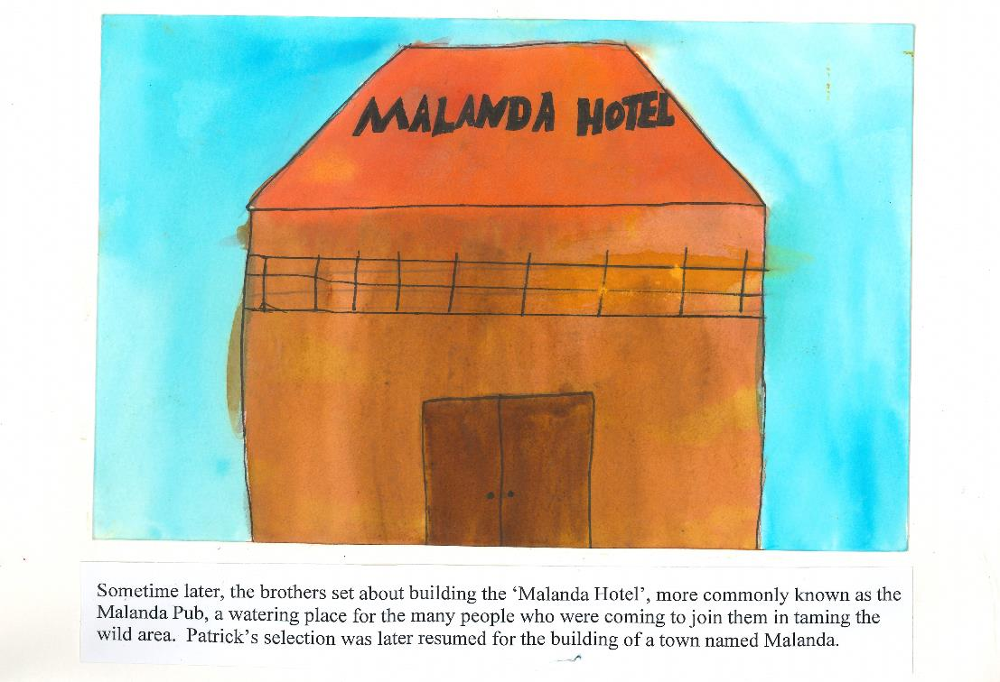 MALANDA HOTEL
Sometime later, the brothers set about building the ‘Malanda Hotel’, more commonly known as the
Malanda Pub, a watering place for the many people who were coming to join them in taming the
wild area.  Patrick’s selection was later resumed for the building of a town named Malanda.